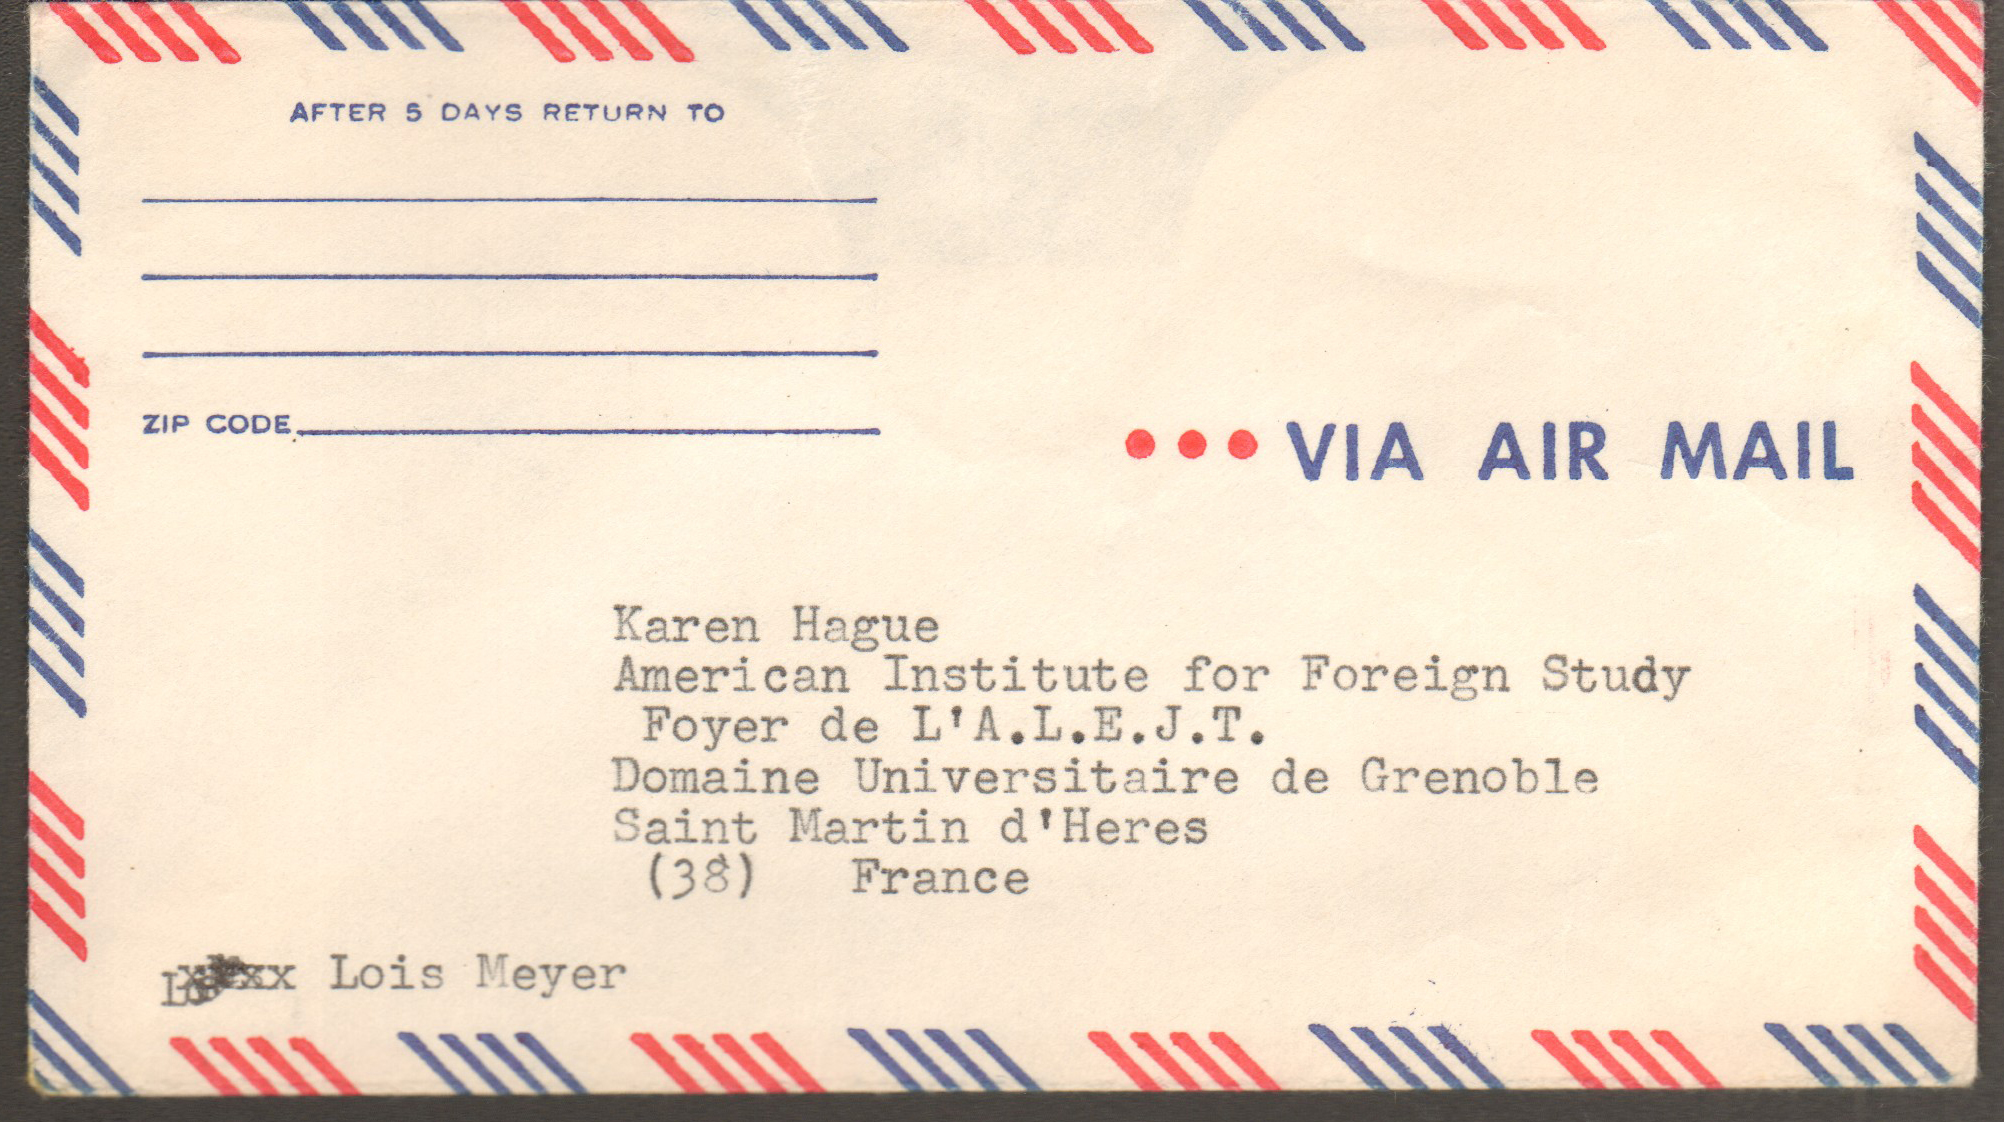 AFTER 5 DAYS RETURN TO
ZIP CODE
VIA AIR MAIL
Karen Hague
American Institute for Foreign Study
Foyer de L'A.L.E.J.T.
Domaine Universitaire de Grenoble
Saint Martin d'Heres
(38) France
Lois Meyer